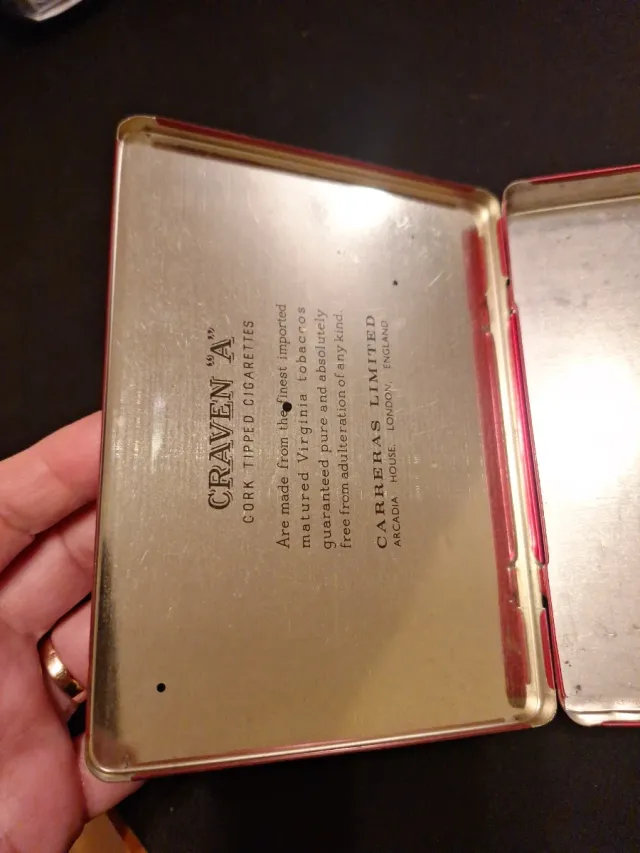 CRAVEN "A"
CORK TIPPED CIGARETTES
Are made from the finest imported
matured Virginia tobaccos
guaranteed pure and absolutely
free from adulteration of any kind.
CARRERAS LIMITED
ARCADIA HOUSE, LONDON, ENGLAND